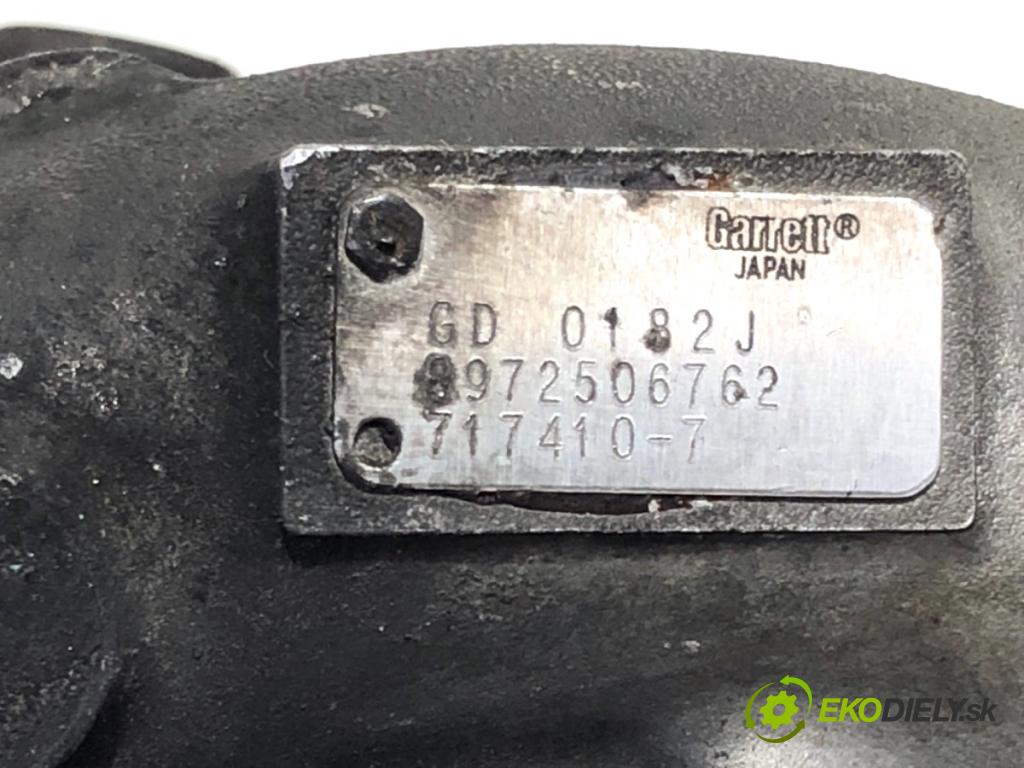 Garrett®
JAPAN
GD 0182J
8972506762
717410-7
EKODIELY.sk